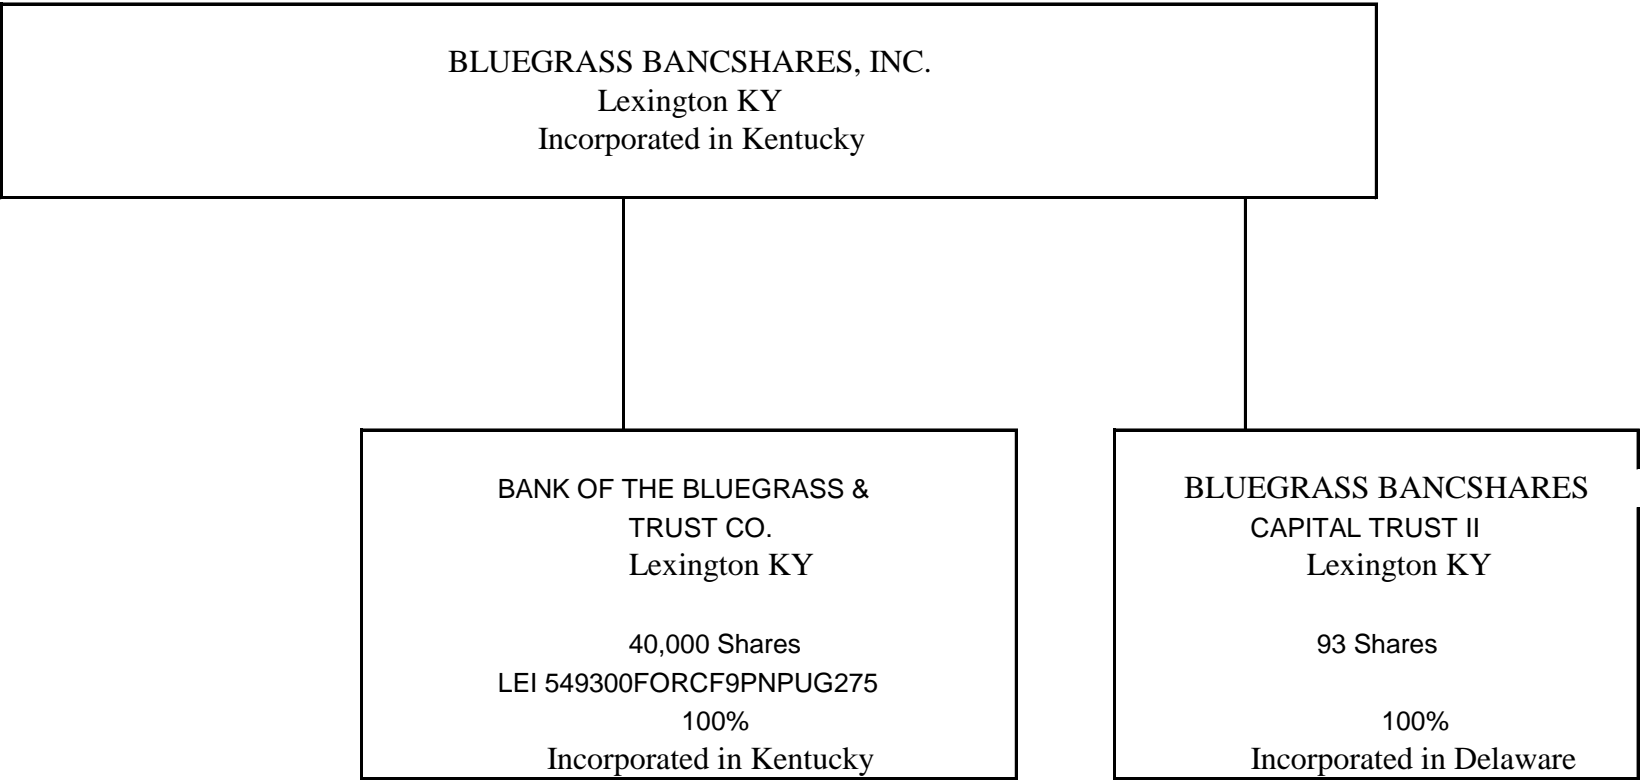 BLUEGRASS BANCSHARES, INC.
Lexington KY
Incorporated in Kentucky
BANK OF THE BLUEGRASS &
TRUST CO.
Lexington KY
40,000 Shares
LEI 549300FORCF9PNPUG275
100%
Incorporated in Kentucky
BLUEGRASS BANCSHARES
CAPITAL TRUST II
Lexington KY
93 Shares
100%
Incorporated in Delaware